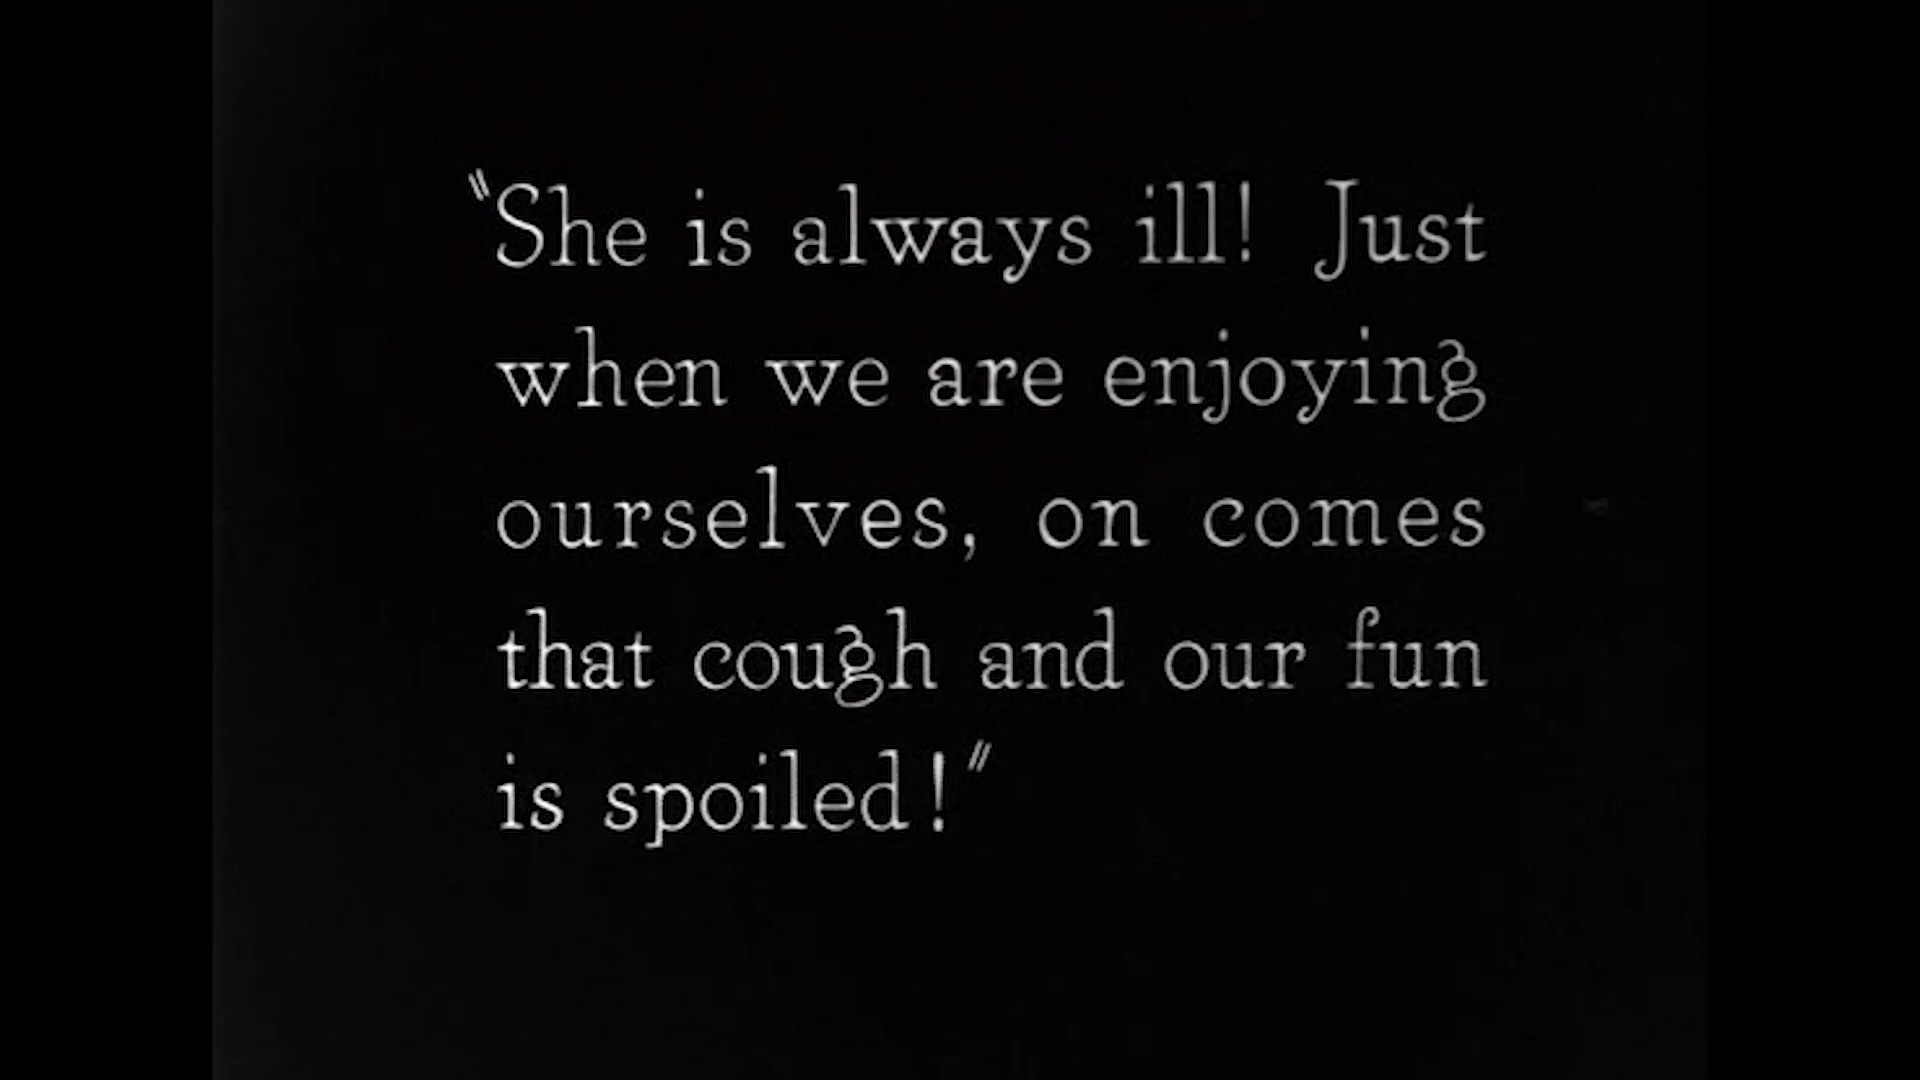 "She is always ill! Just
when we are enjoying
ourselves, on comes
that cough and our fun
is spoiled!"